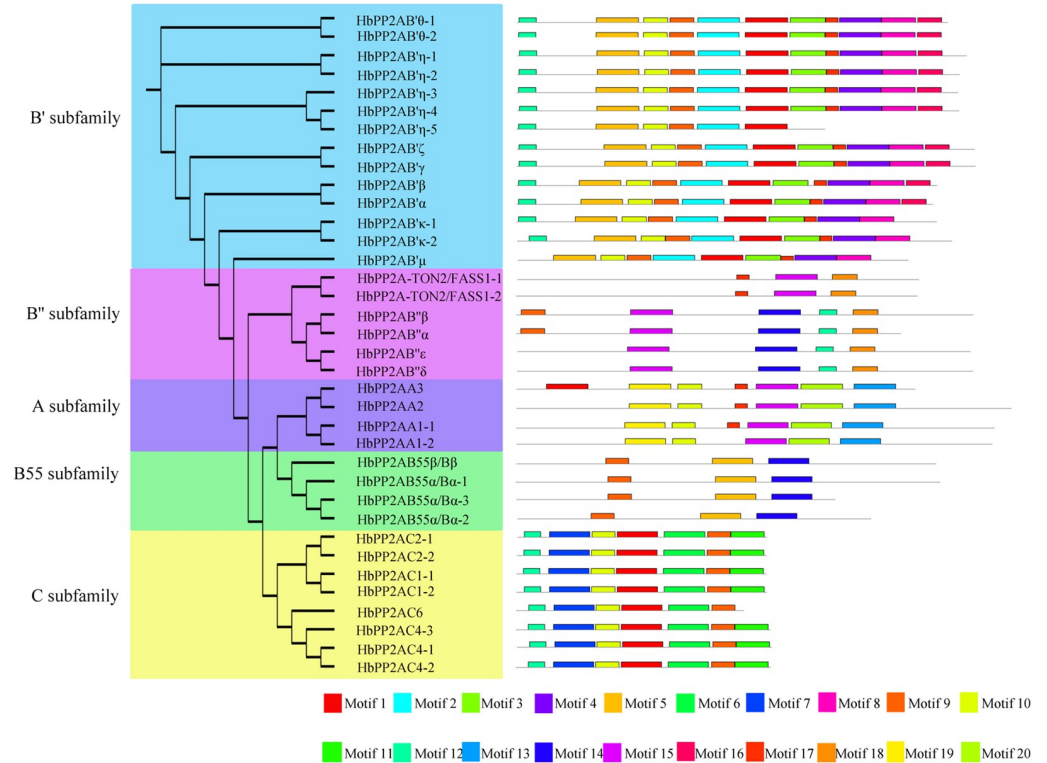 HbPP2AB'θ-1
HbPP2AB'θ-2
HbPP2AB'η-1
HbPP2AB'η-2
HbPP2AB'η-3
HbPP2AB'η-4
HbPP2AB'η-5
HbPP2AB'ζ
HbPP2AB'γ
HbPP2AB'β
HbPP2AB'α
HbPP2AB'κ-1
HbPP2AB'κ-2
HbPP2AB'μ
B' subfamily
HbPP2A-TON2/FASS1-1
HbPP2A-TON2/FASS1-2
HbPP2AB"β
HbPP2AB"α
HbPP2AB"ε
HbPP2AB"δ
B" subfamily
HbPP2AA3
HbPP2AA2
HbPP2AA1-1
HbPP2AA1-2
A subfamily
HbPP2AB55β/Bβ
HbPP2AB55α/Bα-1
HbPP2AB55α/Bα-3
HbPP2AB55α/Bα-2
B55 subfamily
HbPP2AC2-1
HbPP2AC2-2
HbPP2AC1-1
HbPP2AC1-2
HbPP2AC6
HbPP2AC4-3
HbPP2AC4-1
HbPP2AC4-2
C subfamily
Motif 1 Motif 2 Motif 3 Motif 4 Motif 5 Motif 6 Motif 7 Motif 8 Motif 9 Motif 10
Motif 11 Motif 12 Motif 13 Motif 14 Motif 15 Motif 16 Motif 17 Motif 18 Motif 19 Motif 20